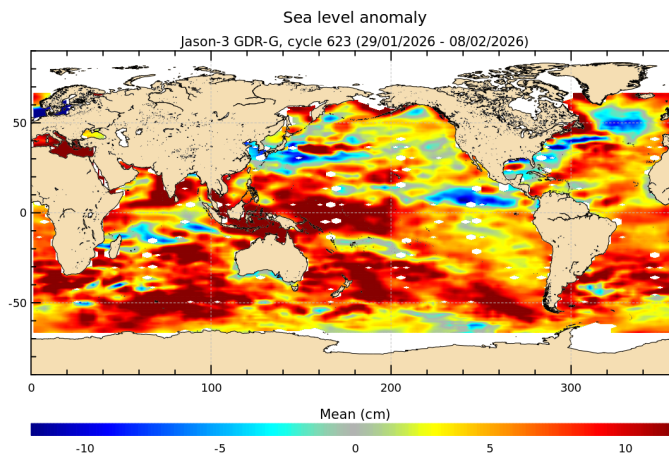 Sea level anomaly
Jason-3 GDR-G, cycle 623 (29/01/2026 - 08/02/2026)
50
0
-50
0 100 200 300
Mean (cm)
-10 -5 0 5 10